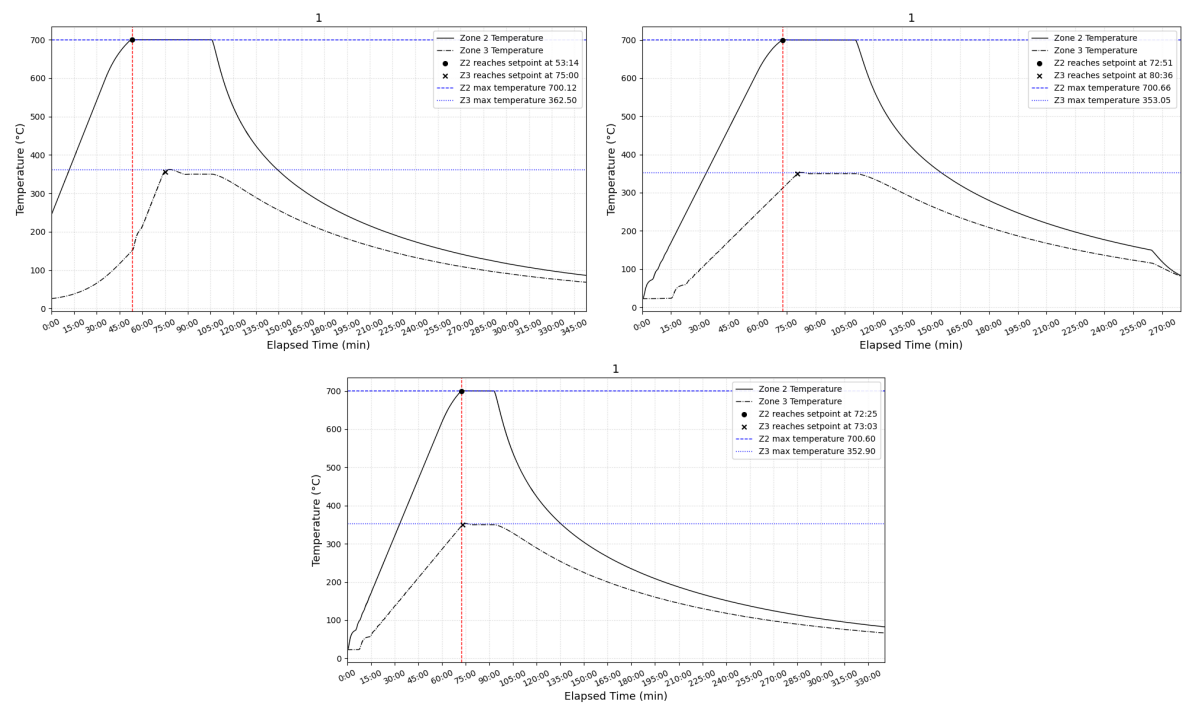 1
700
600
500
400
300
200
100
0
Temperature (°C)
Zone 2 Temperature
Zone 3 Temperature
Z2 reaches setpoint at 53:14
Z3 reaches setpoint at 75:00
Z2 max temperature 700.12
Z3 max temperature 362.50
0:00 15:00 30:00 45:00 60:00 75:00 90:00 105:00 120:00 135:00 150:00 165:00 180:00 195:00 210:00 225:00 240:00 255:00 270:00 285:00 300:00 315:00 330:00 345:00
Elapsed Time (min)
1
700
600
500
400
300
200
100
0
Temperature (°C)
Zone 2 Temperature
Zone 3 Temperature
Z2 reaches setpoint at 72:51
Z3 reaches setpoint at 80:36
Z2 max temperature 700.66
Z3 max temperature 353.05
0:00 15:00 30:00 45:00 60:00 75:00 90:00 105:00 120:00 135:00 150:00 165:00 180:00 195:00 210:00 225:00 240:00 255:00 270:00
Elapsed Time (min)
1
700
600
500
400
300
200
100
0
Temperature (°C)
Zone 2 Temperature
Zone 3 Temperature
Z2 reaches setpoint at 72:25
Z3 reaches setpoint at 73:03
Z2 max temperature 700.60
Z3 max temperature 352.90
0:00 15:00 30:00 45:00 60:00 75:00 90:00 105:00 120:00 135:00 150:00 165:00 180:00 195:00 210:00 225:00 240:00 255:00 270:00 285:00 300:00 315:00 330:00
Elapsed Time (min)